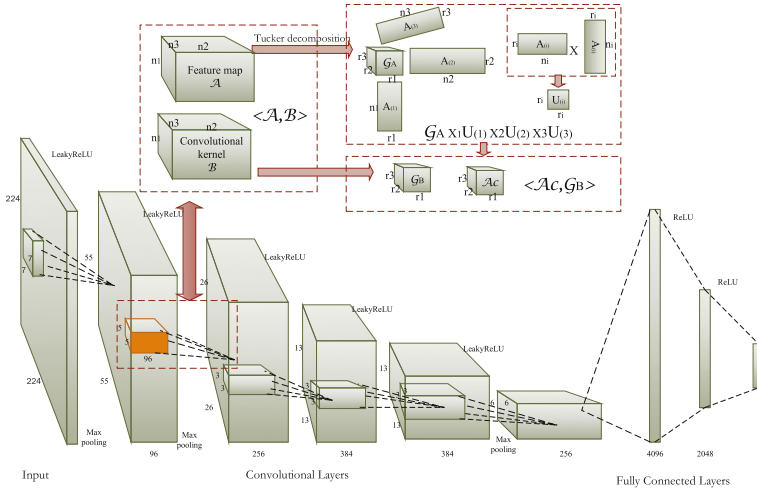 n3 n2
n1
Feature map
𝒜
n3 n2
n1
Convolutional
kernel
ℬ
<𝒜,ℬ>
Tucker decomposition
n3 r3
A(3)
r3
r2
𝒢A
r1
A(2)
r2
n2
n1
A(1)
r1
ri
A(i)
ni
X
A(i)
ni
ri
ri
U(i)
ri
𝒢A X1U(1) X2U(2) X3U(3)
r3
r2
𝒢B
r1
r3
r2
𝒜c
r1
<𝒜c,𝒢B>
LeakyReLU
224
7
7
224
Max
pooling
Input
55
LeakyReLU
5
5
96
55
96
Max
pooling
26
LeakyReLU
3
3
26
256
Convolutional Layers
LeakyReLU
13
3
3
13
384
LeakyReLU
13
3
13
384
Max
pooling
6
6
256
ReLU
4096
ReLU
2048
Fully Connected Layers